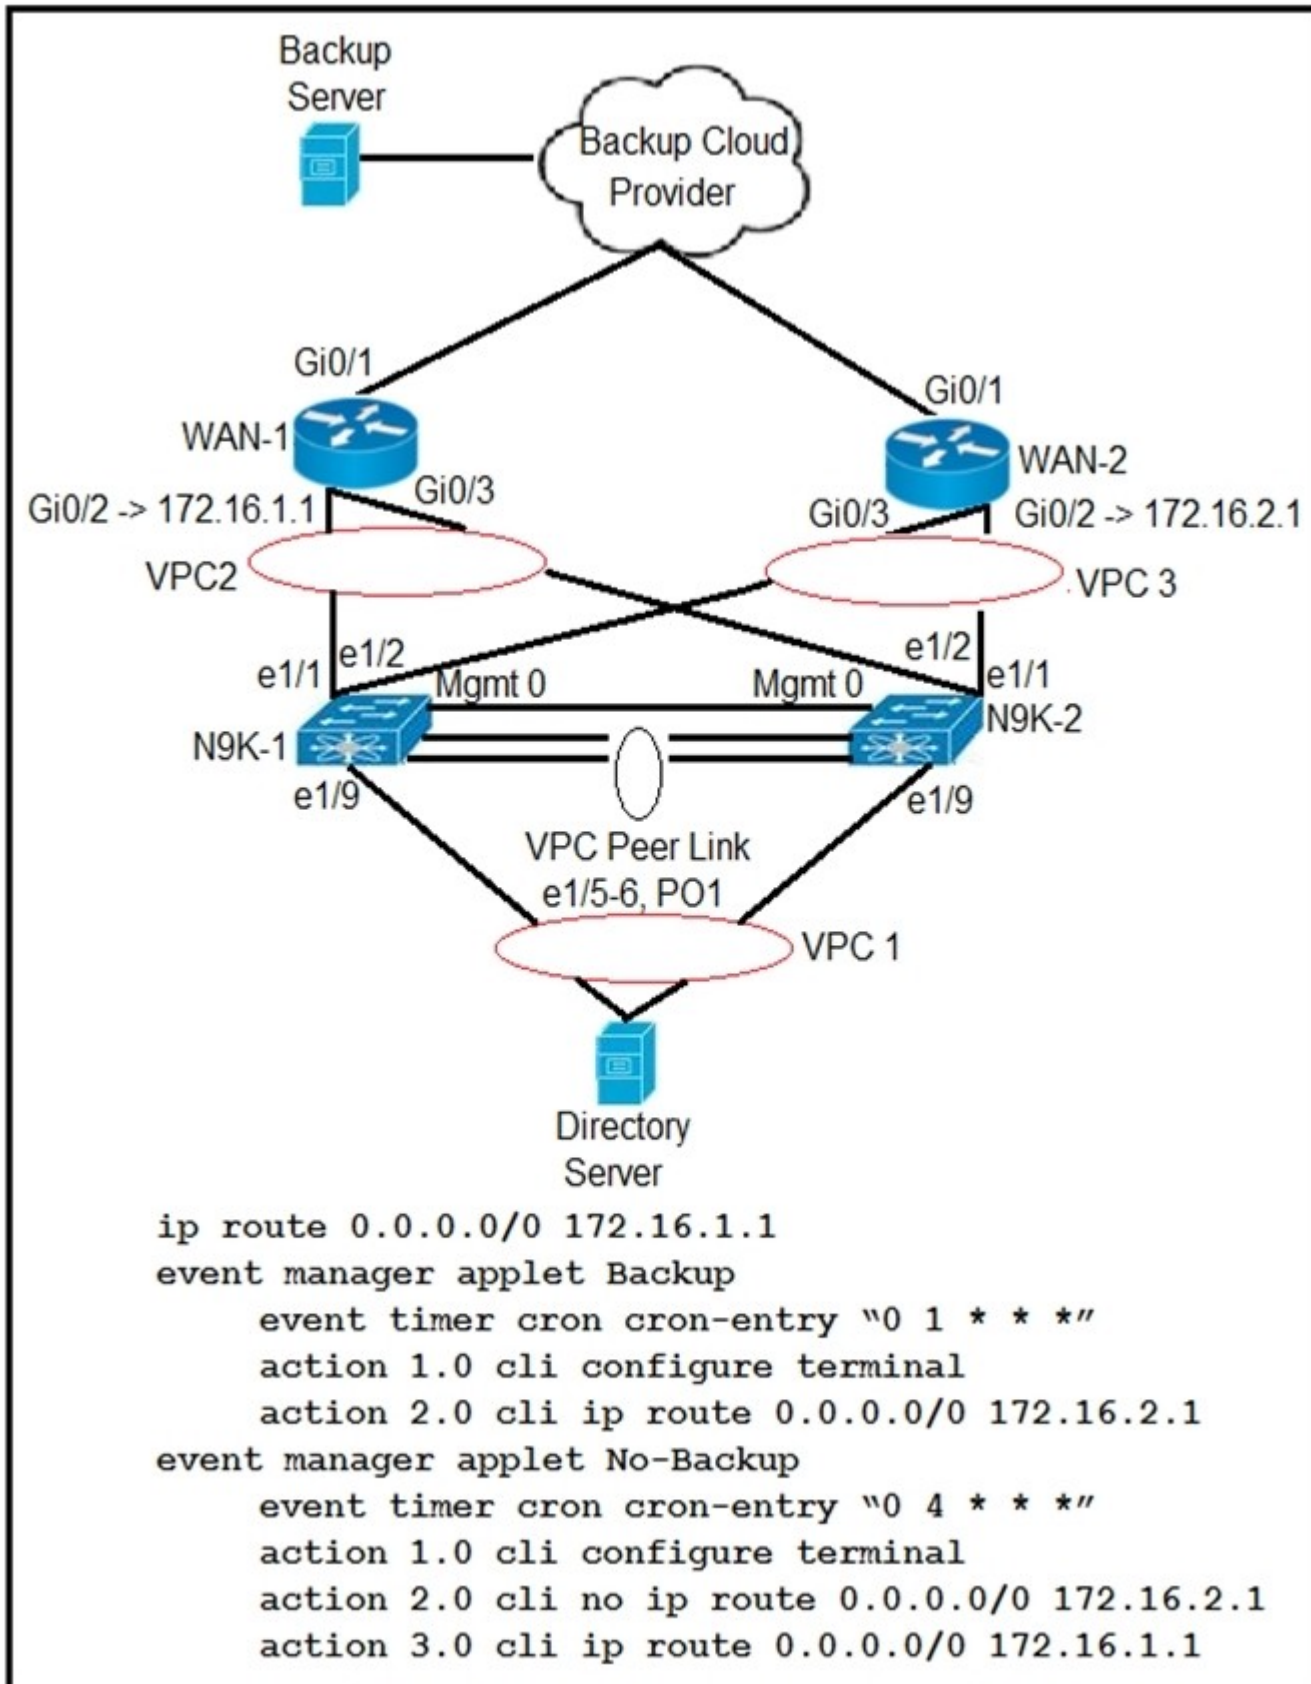 Backup
Server
Backup Cloud
Provider
Gi0/1
Gi0/1
WAN-1
WAN-2
Gi0/3
Gi0/2 -> 172.16.1.1
Gi0/3
Gi0/2 -> 172.16.2.1
VPC2
VPC 3
e1/2
e1/1
e1/2
e1/1
Mgmt 0
Mgmt 0
N9K-1
N9K-2
e1/9
e1/9
VPC Peer Link
e1/5-6, PO1
VPC 1
Directory
Server
ip route 0.0.0.0/0 172.16.1.1
event manager applet Backup
event timer cron cron-entry “0 1 * * *”
action 1.0 cli configure terminal
action 2.0 cli ip route 0.0.0.0/0 172.16.2.1
event manager applet No-Backup
event timer cron cron-entry “0 4 * * *”
action 1.0 cli configure terminal
action 2.0 cli no ip route 0.0.0.0/0 172.16.2.1
action 3.0 cli ip route 0.0.0.0/0 172.16.1.1